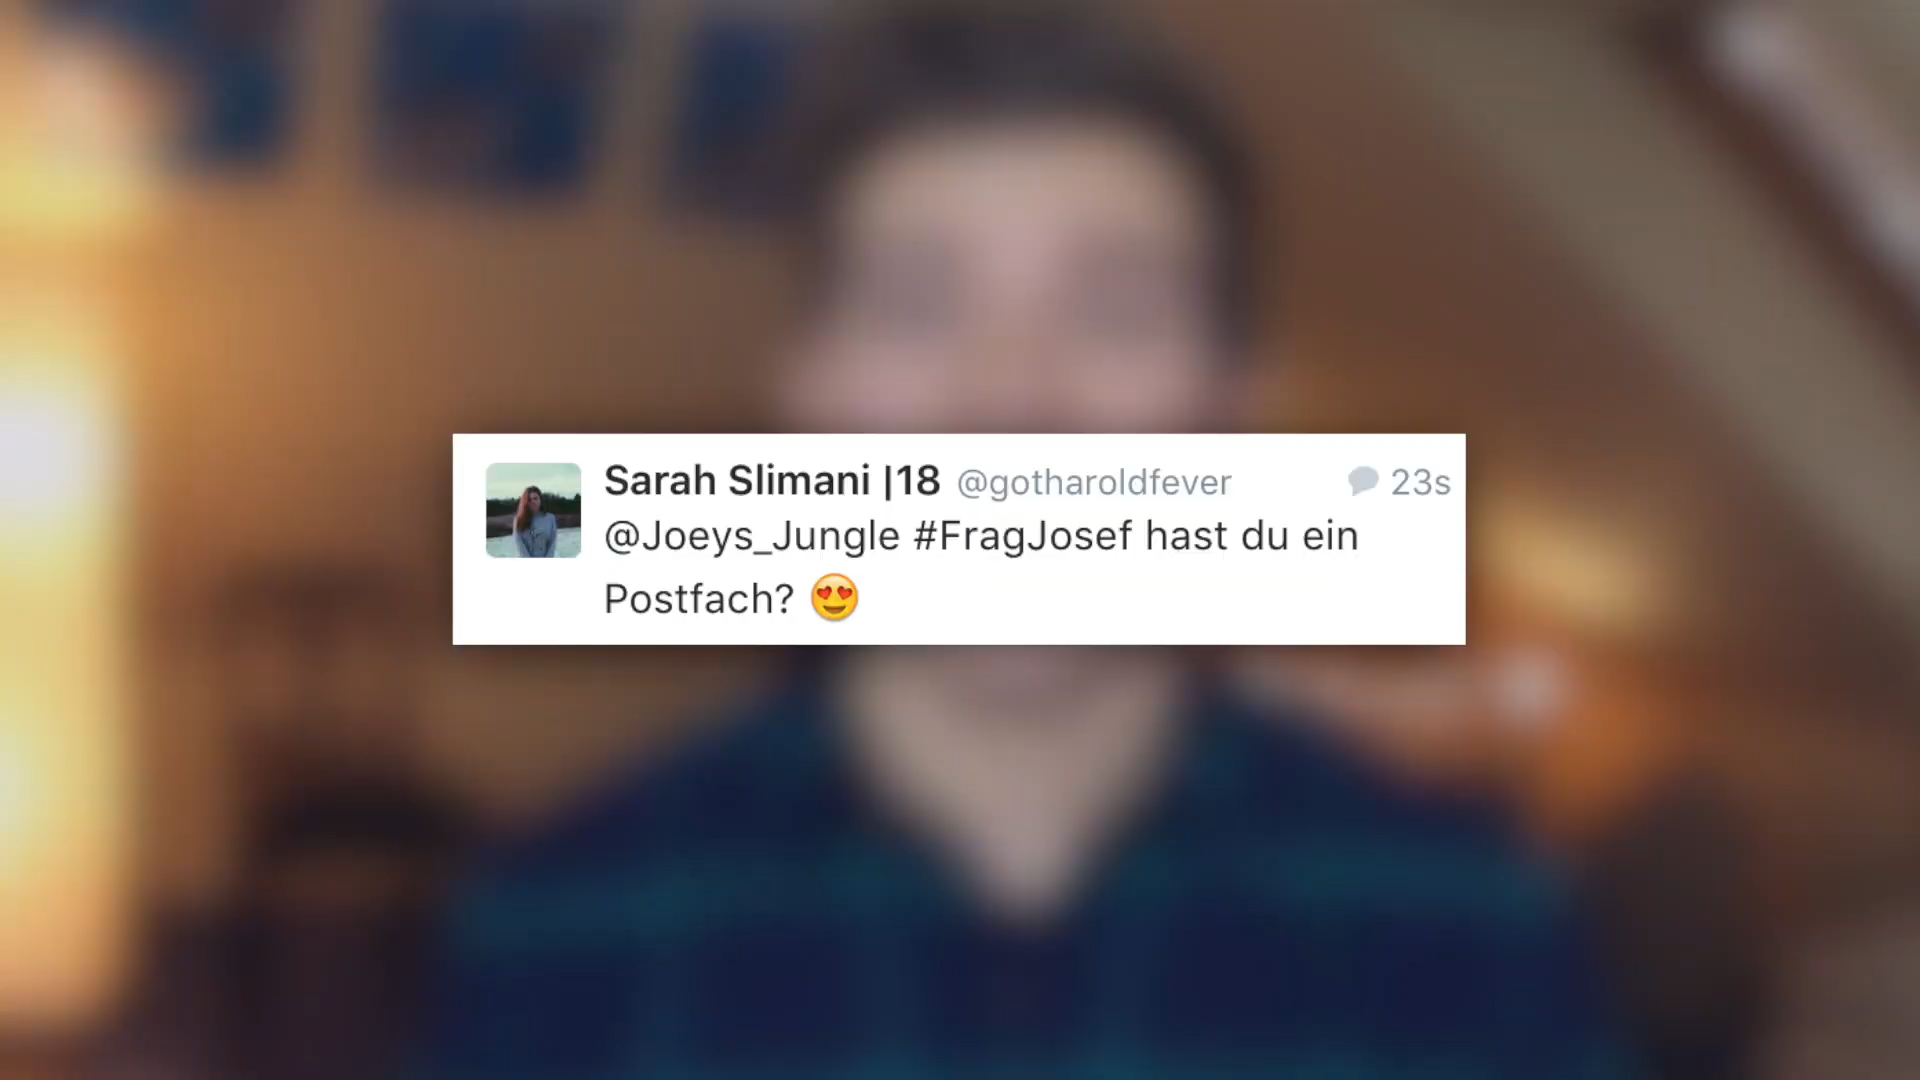 Sarah Slimani |18 @gotharoldfever 23s
@Joeys_Jungle #FragJosef hast du ein
Postfach? 😍